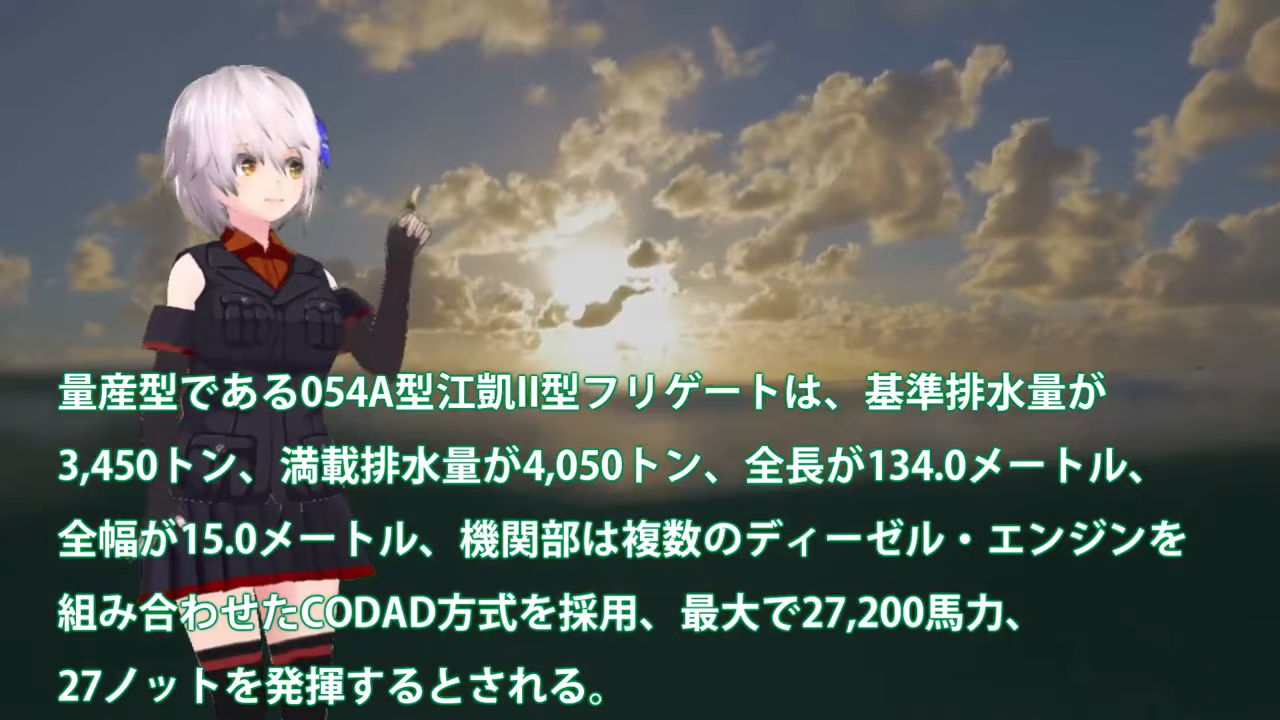 量産型である054A型江凱II型フリゲートは、基準排水量が
3,450トン、満載排水量が4,050トン、全長が134.0メートル、
全幅が15.0メートル、機関部は複数のディーゼル・エンジンを
組み合わせたCODAD方式を採用、最大で27,200馬力、
27ノットを発揮するとされる。